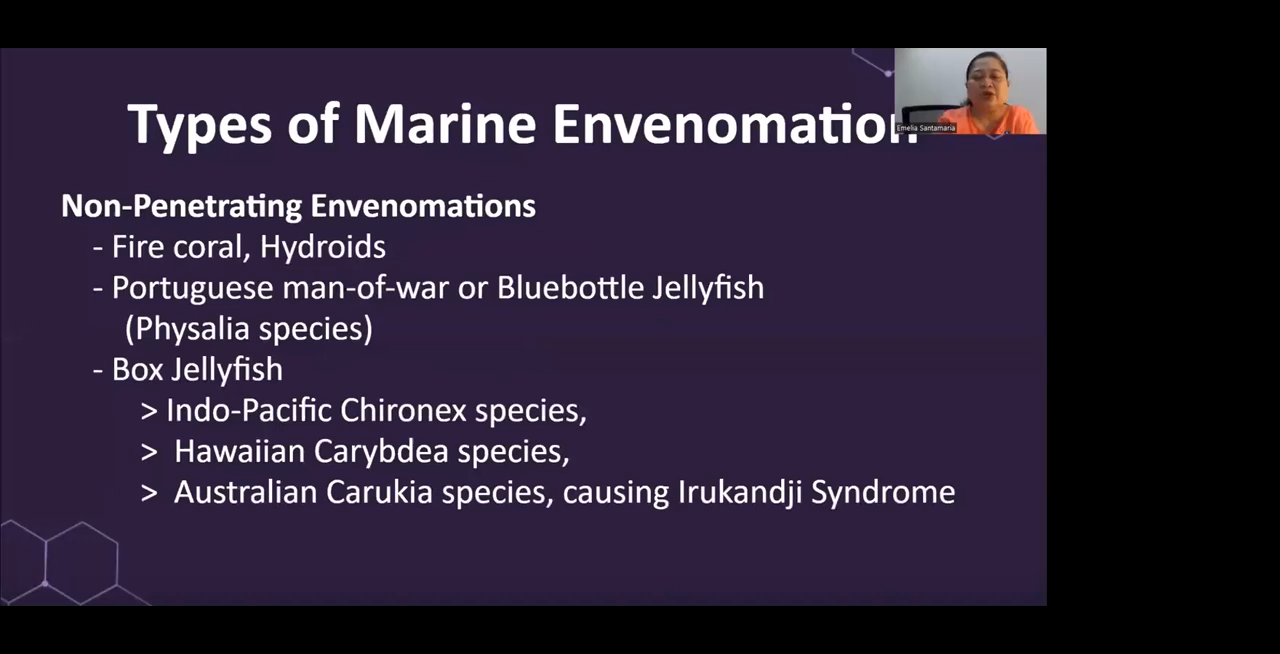 Types of Marine Envenomation
Emelia Santamaria
Non-Penetrating Envenomations
- Fire coral, Hydroids
- Portuguese man-of-war or Bluebottle Jellyfish
(Physalia species)
- Box Jellyfish
> Indo-Pacific Chironex species,
> Hawaiian Carybdea species,
> Australian Carukia species, causing Irukandji Syndrome